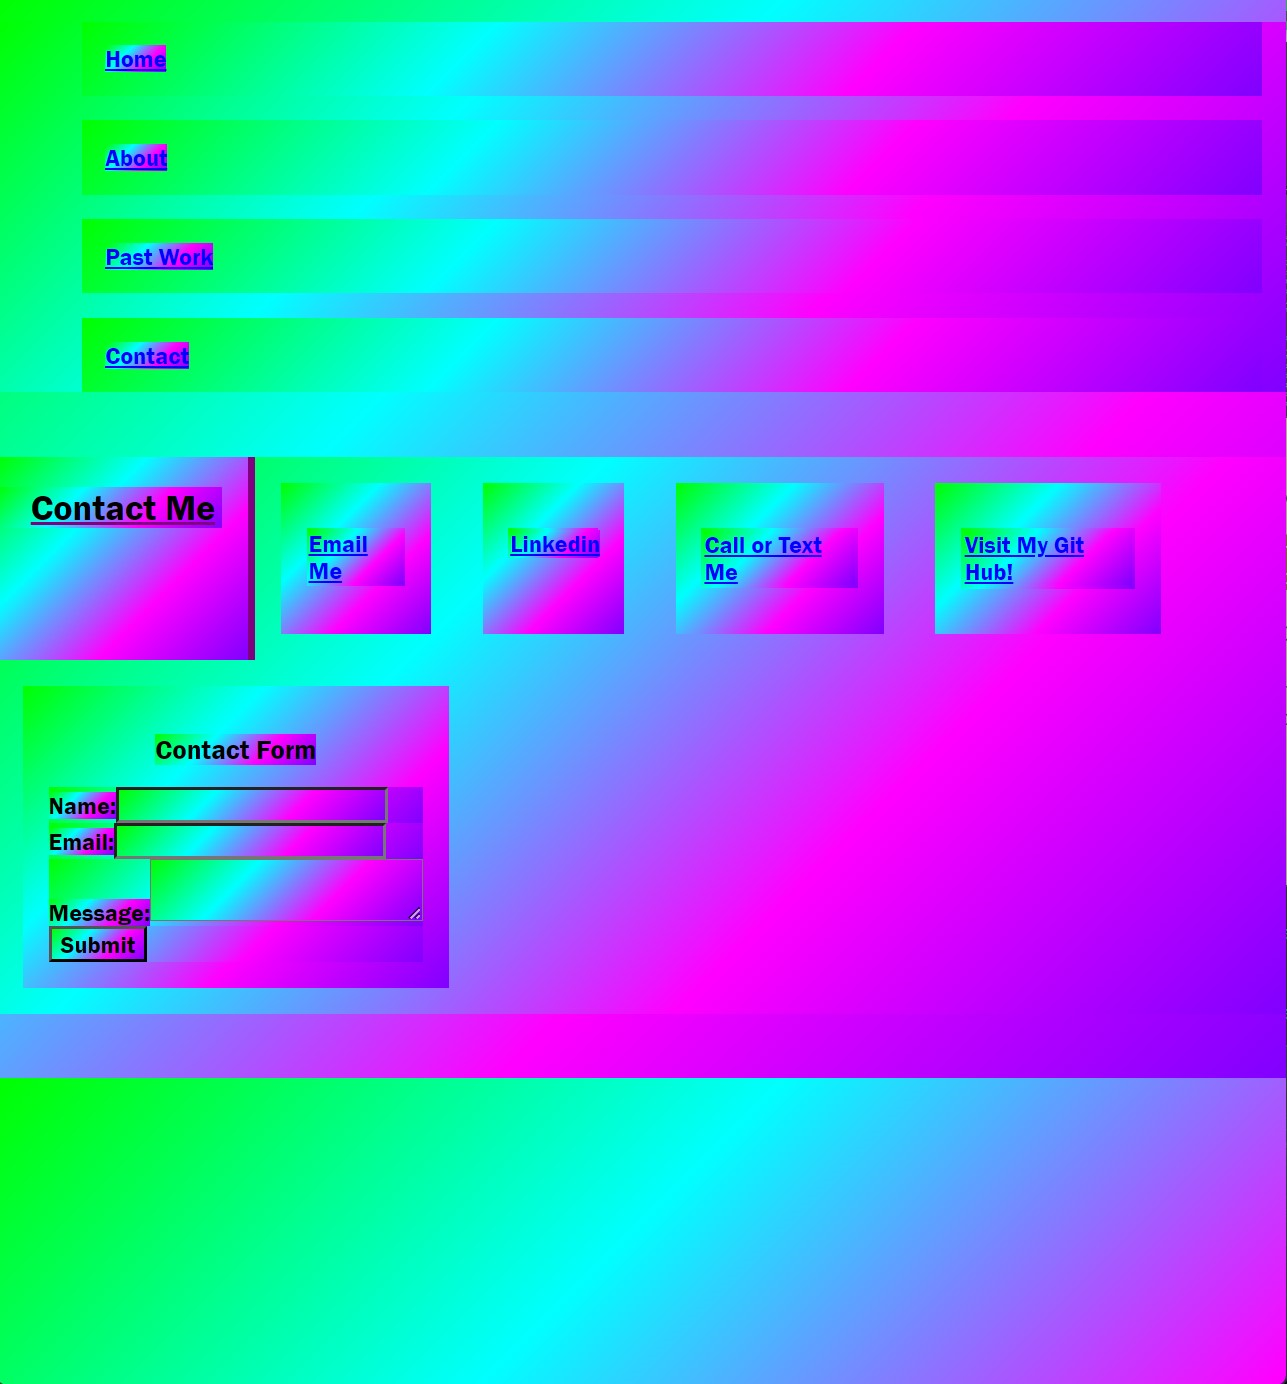 Home
About
Past Work
Contact
Contact Me
Email
Me
Linkedin
Call or Text
Me
Visit My Git
Hub!
Contact Form
Name:
Email:
Message:
Submit